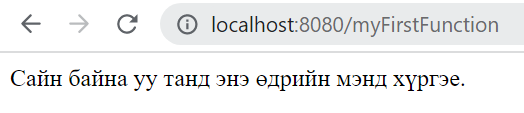 localhost:8080/myFirstFunction
Сайн байна уу танд энэ өдрийн мэнд хүргэе.